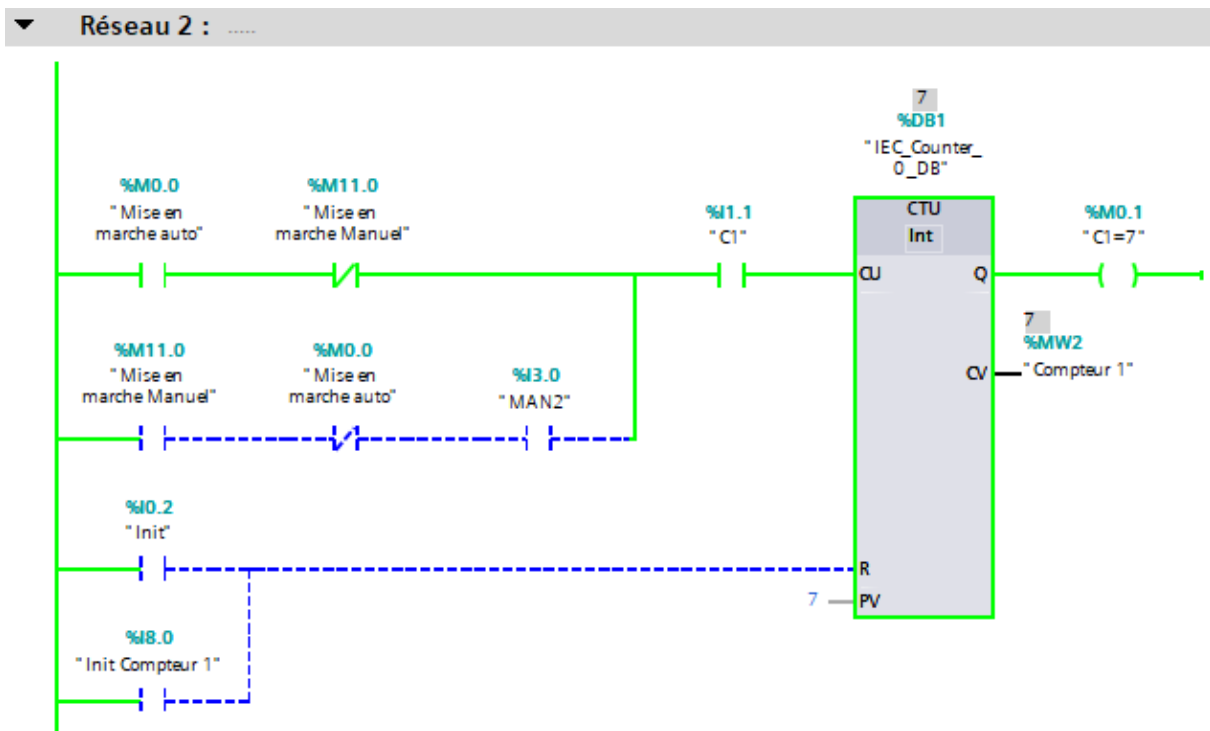 Réseau 2 : .....
7
%DB1
"IEC_Counter_
0_DB"
%M0.0
"Mise en
marche auto"
%M11.0
"Mise en
marche Manuel"
%I1.1
"C1"
CTU
Int
%M0.1
"C1=7"
CU
Q
7
%MW2
CV
"Compteur 1"
%M11.0
"Mise en
marche Manuel"
%M0.0
"Mise en
marche auto"
%I3.0
"MAN2"
%I0.2
"Init"
R
7
PV
%I8.0
"Init Compteur 1"